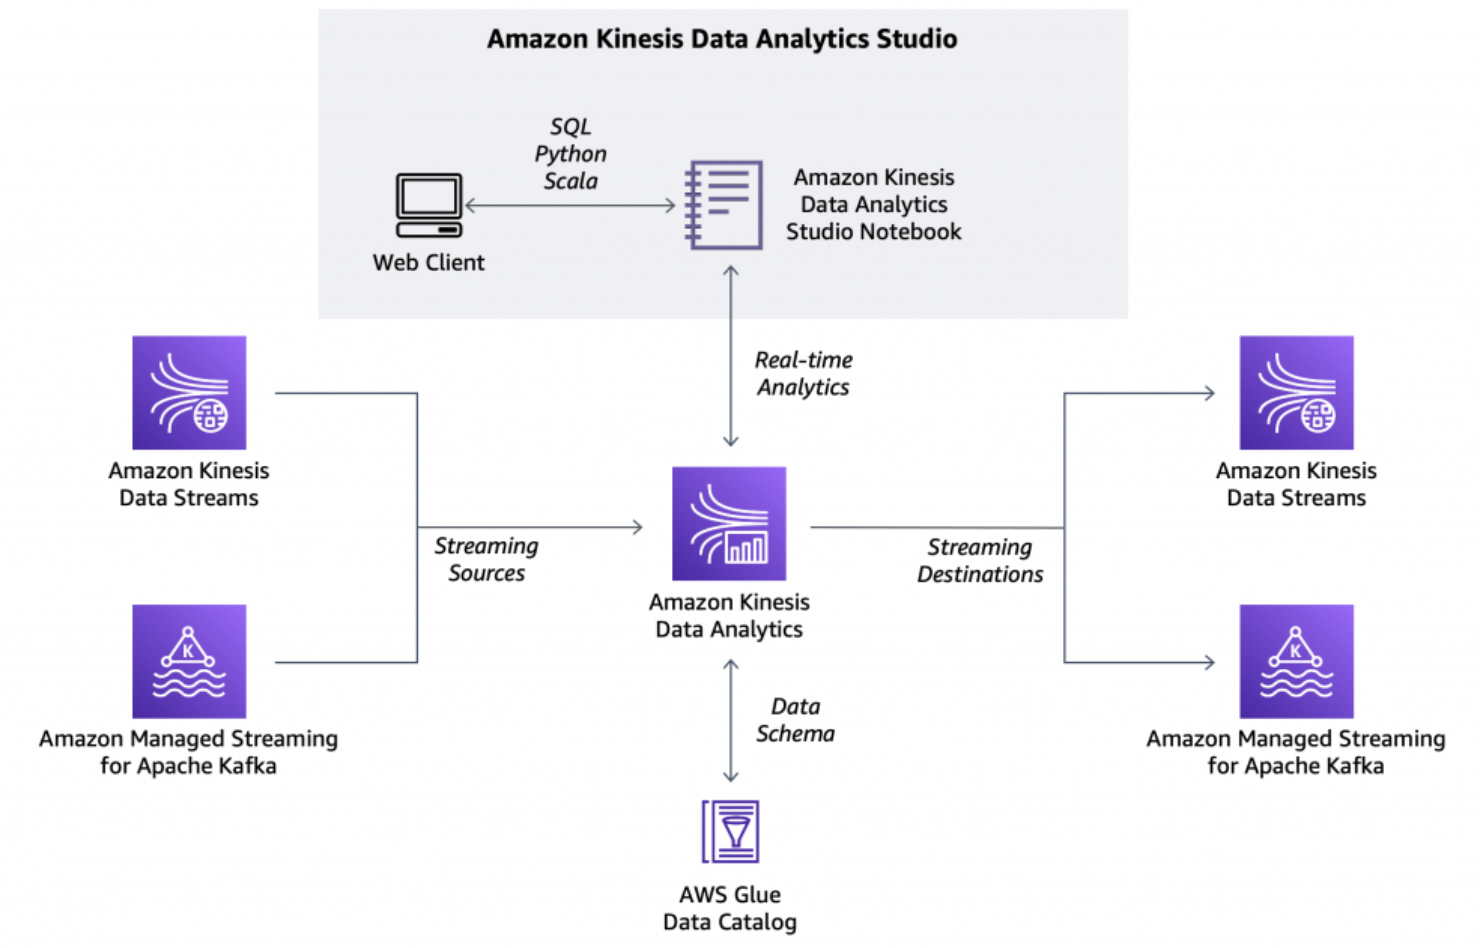 Amazon Kinesis Data Analytics Studio
SQL
Python
Scala
Web Client
Amazon Kinesis
Data Analytics
Studio Notebook
Real-time
Analytics
Amazon Kinesis
Data Streams
Amazon Managed Streaming
for Apache Kafka
K
Streaming
Sources
Amazon Kinesis
Data Analytics
Streaming
Destinations
Amazon Kinesis
Data Streams
K
Amazon Managed Streaming
for Apache Kafka
Data
Schema
AWS Glue
Data Catalog